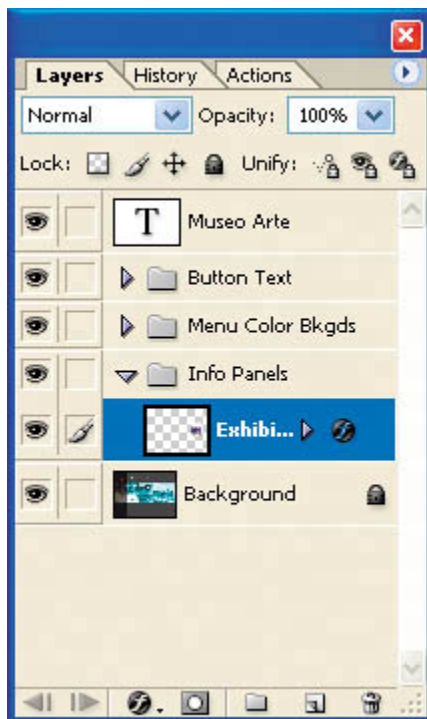 Layers History Actions
Normal Opacity: 100%
Lock: Unify:
T Museo Arte
Button Text
Menu Color Bkgds
Info Panels
Exhibi...
Background